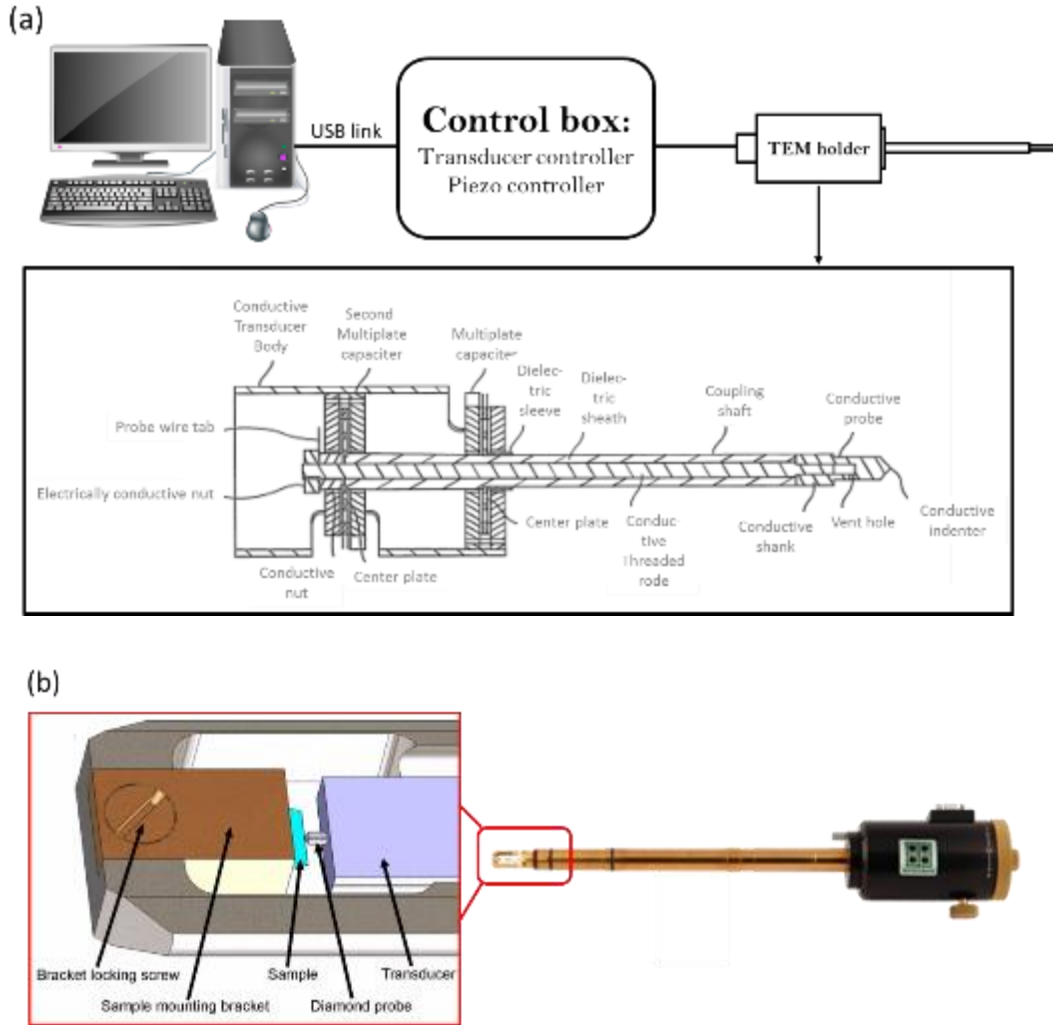 (a)
USB link
Control box:
Transducer controller
Piezo controller
TEM holder
Conductive
Transducer
Body
Second
Multiplate
capaciter
Multiplate
capaciter
Dielec-
tric
sleeve
Dielec-
tric
sheath
Coupling
shaft
Conductive
probe
Probe wire tab
Electrically conductive nut
Conductive
nut
Center plate
Center plate
Conduc-
tive
Threaded
rode
Conductive
shank
Vent hole
Conductive
indenter
(b)
Bracket locking screw
Sample
Transducer
Sample mounting bracket
Diamond probe